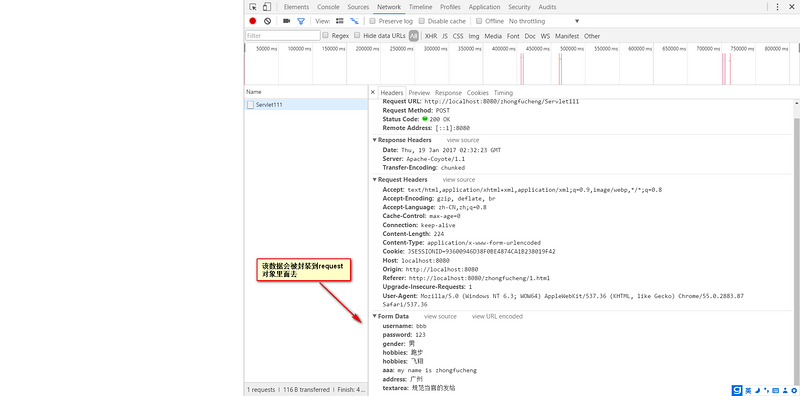 Elements Console Sources Network Timeline Profiles Application Security Audits
View: Preserve log Disable cache Offline No throttling
Filter Regex Hide data URLs All XHR JS CSS Img Media Font Doc WS Manifest Other
50000 ms 100000 ms 150000 ms 200000 ms 250000 ms 300000 ms 350000 ms 400000 ms 450000 ms 500000 ms 550000 ms 600000 ms 650000 ms 700000 ms 750000 ms 800000 ms
Name
Servlet111
Headers Preview Response Cookies Timing
Request URL: http://localhost:8080/zhongfucheng/Servlet111
Request Method: POST
Status Code: 200 OK
Remote Address: [::1]:8080
Response Headers view source
Date: Thu, 19 Jan 2017 02:32:23 GMT
Server: Apache-Coyote/1.1
Transfer-Encoding: chunked
Request Headers view source
Accept: text/html,application/xhtml+xml,application/xml;q=0.9,image/webp,*/*;q=0.8
Accept-Encoding: gzip, deflate, br
Accept-Language: zh-CN,zh;q=0.8
Cache-Control: max-age=0
Connection: keep-alive
Content-Length: 224
Content-Type: application/x-www-form-urlencoded
Cookie: JSESSIONID=93600946D38F0BE4874CA1B238019F42
Host: localhost:8080
Origin: http://localhost:8080
Referer: http://localhost:8080/zhongfucheng/1.html
Upgrade-Insecure-Requests: 1
User-Agent: Mozilla/5.0 (Windows NT 6.3; WOW64) AppleWebKit/537.36 (KHTML, like Gecko) Chrome/55.0.2883.87
Safari/537.36
该数据会被封装到request
对象里面去
Form Data view source view URL encoded
username: bbb
password: 123
gender: 男
hobbies: 跑步
hobbies: 飞翔
aaa: my name is zhongfucheng
address: 广州
textarea: 规范当窗的发给
1 requests | 116 B transferred | Finish: 4 ...
英